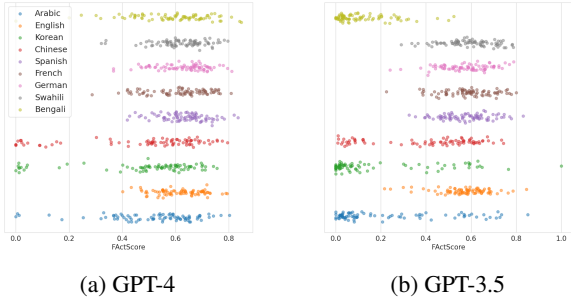 Arabic
English
Korean
Chinese
Spanish
French
German
Swahili
Bengali
0.0 0.2 0.4 0.6 0.8
FActScore
(a) GPT-4
0.0 0.2 0.4 0.6 0.8 1.0
FActScore
(b) GPT-3.5